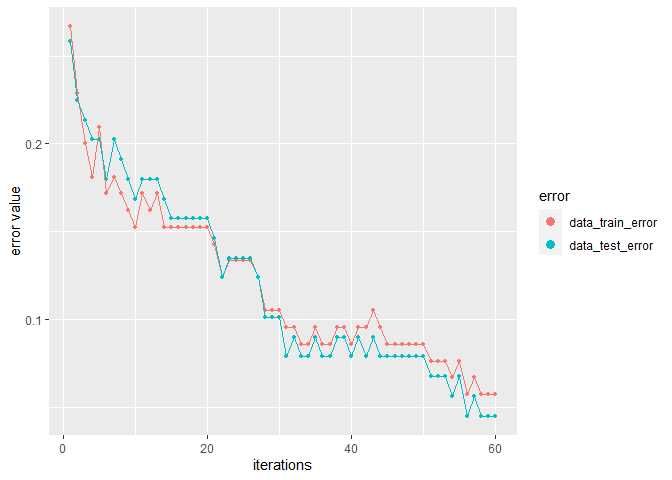 error value
0.2
0.1
0
20
40
60
iterations
error
data_train_error
data_test_error